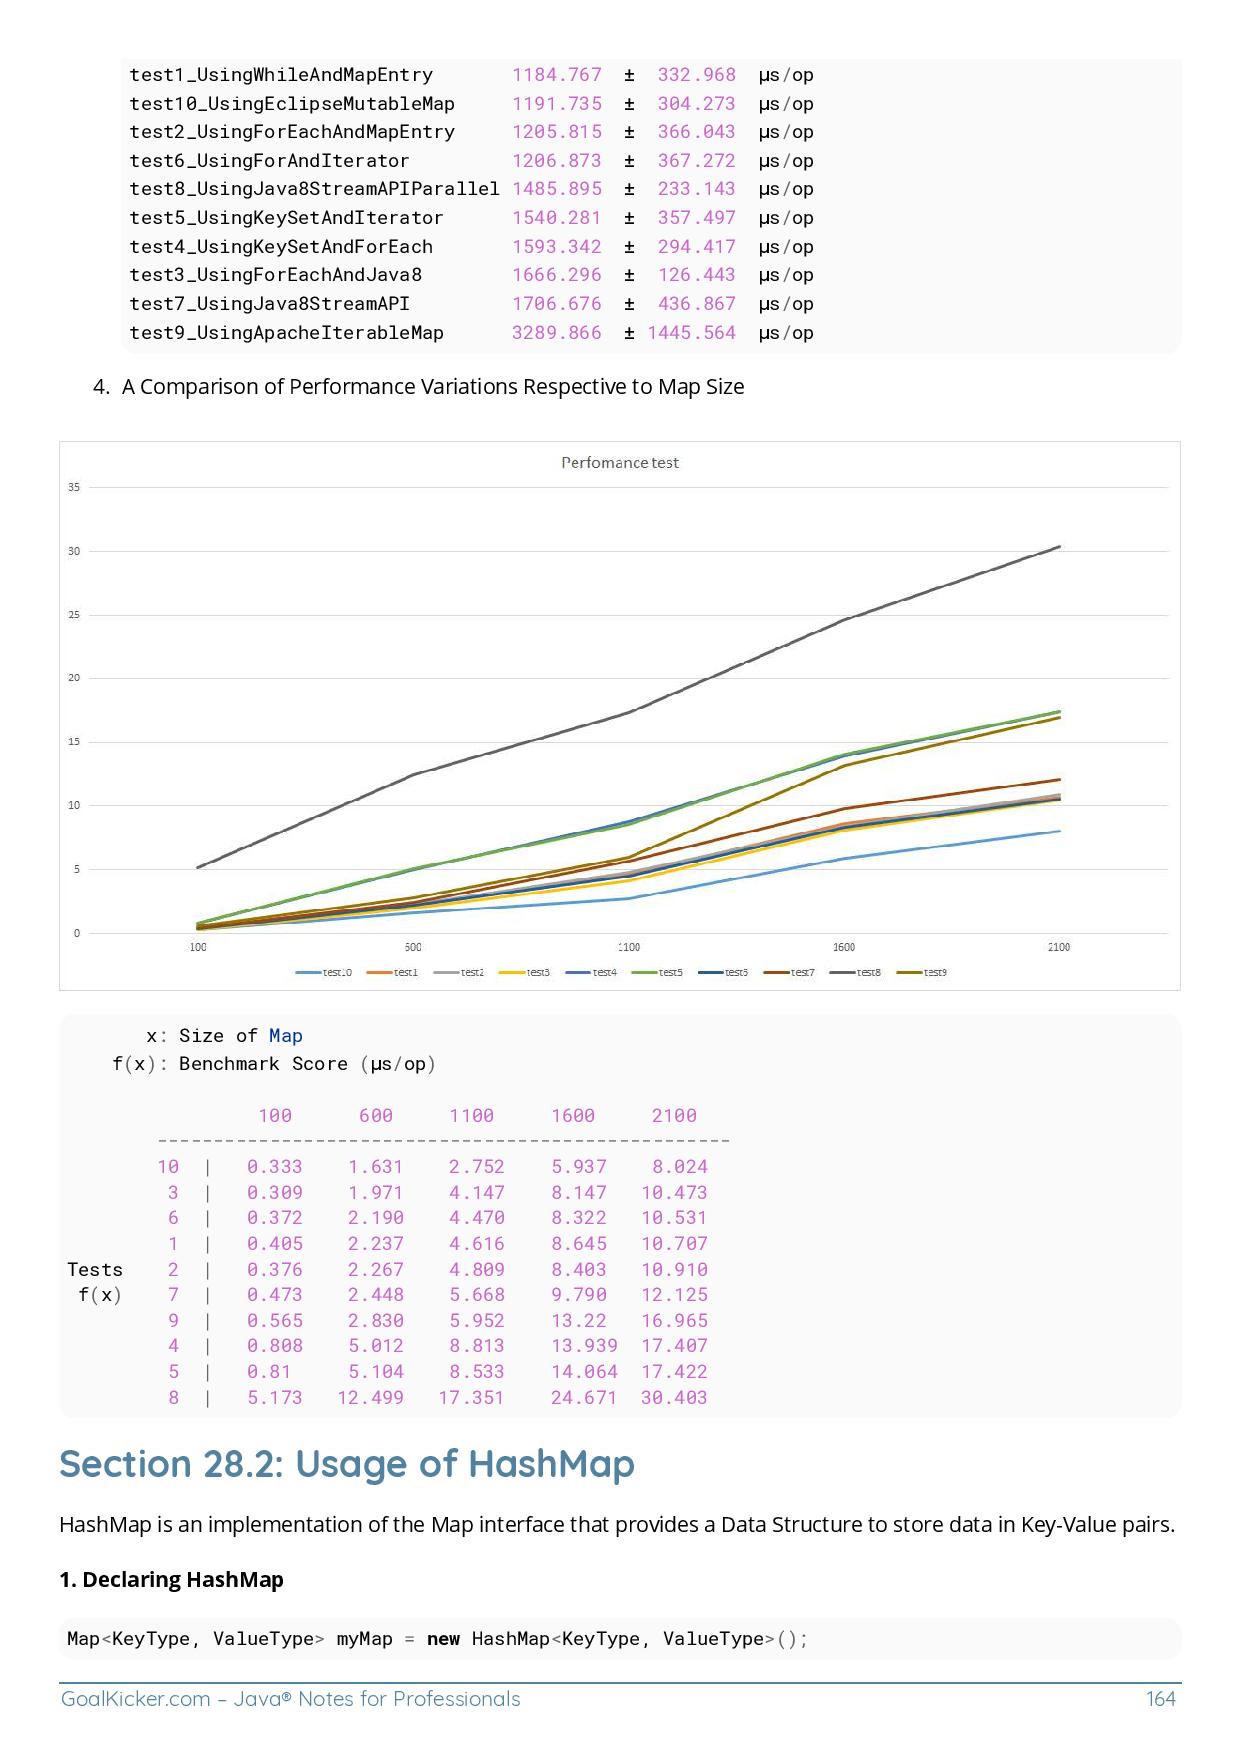 test1_UsingWhileAndMapEntry 1184.767 ± 332.968 µs/op
test10_UsingEclipseMutableMap 1191.735 ± 304.273 µs/op
test2_UsingForEachAndMapEntry 1205.815 ± 366.043 µs/op
test6_UsingForAndIterator 1206.873 ± 367.272 µs/op
test8_UsingJava8StreamAPIParallel 1485.895 ± 233.143 µs/op
test5_UsingKeySetAndIterator 1540.281 ± 357.497 µs/op
test4_UsingKeySetAndForEach 1593.342 ± 294.417 µs/op
test3_UsingForEachAndJava8 1666.296 ± 126.443 µs/op
test7_UsingJava8StreamAPI 1706.676 ± 436.867 µs/op
test9_UsingApacheIterableMap 3289.866 ± 1445.564 µs/op
4. A Comparison of Performance Variations Respective to Map Size
Perfomance test
35
30
25
20
15
10
5
0
100 600 1100 1600 2100
test10 test1 test2 test3 test4 test5 test6 test7 test8 test9
x: Size of Map
f(x): Benchmark Score (µs/op)
100 600 1100 1600 2100
---------------------------------------------------
10 | 0.333 1.631 2.752 5.937 8.024
3 | 0.309 1.971 4.147 8.147 10.473
6 | 0.372 2.190 4.470 8.322 10.531
1 | 0.405 2.237 4.616 8.645 10.707
Tests 2 | 0.376 2.267 4.809 8.403 10.910
f(x) 7 | 0.473 2.448 5.668 9.790 12.125
9 | 0.565 2.830 5.952 13.22 16.965
4 | 0.808 5.012 8.813 13.939 17.407
5 | 0.81 5.104 8.533 14.064 17.422
8 | 5.173 12.499 17.351 24.671 30.403
Section 28.2: Usage of HashMap
HashMap is an implementation of the Map interface that provides a Data Structure to store data in Key-Value pairs.
1. Declaring HashMap
Map<KeyType, ValueType> myMap = new HashMap<KeyType, ValueType>();
GoalKicker.com – Java® Notes for Professionals 164